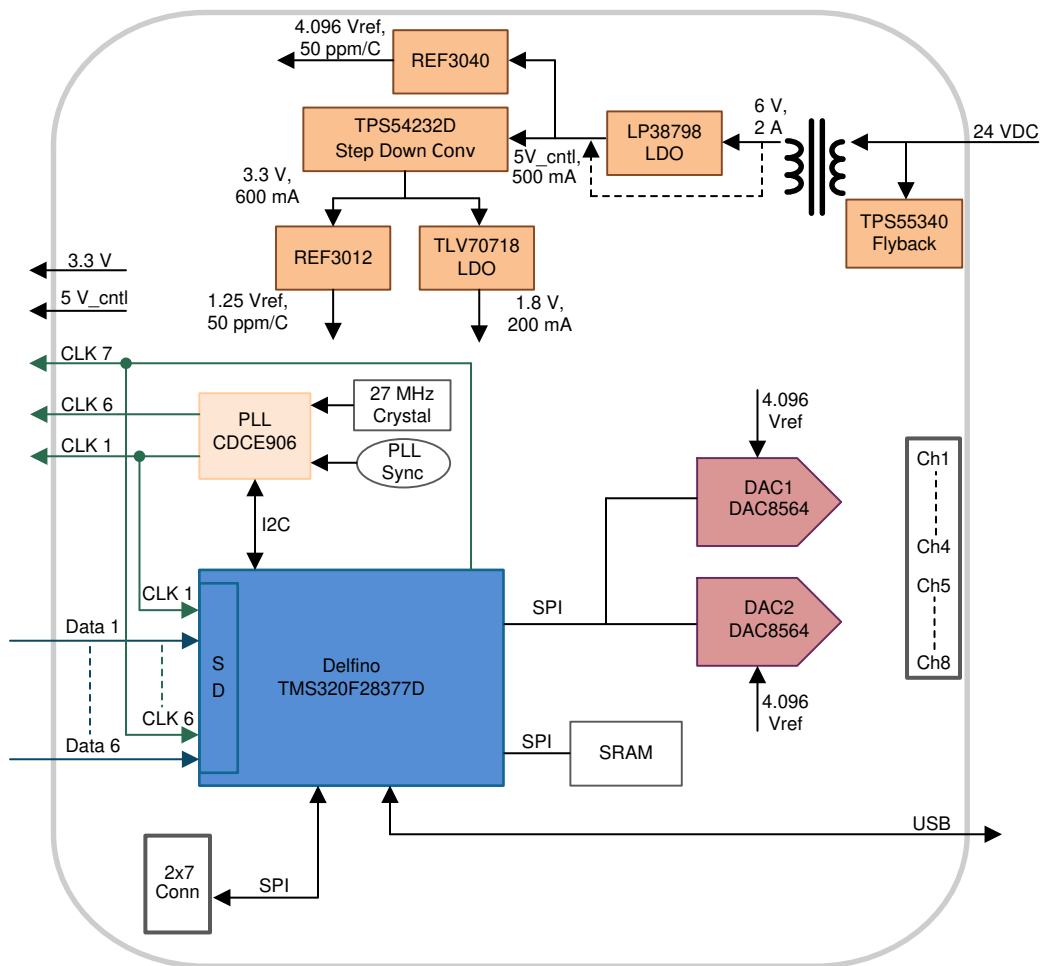 4.096 Vref,
50 ppm/C
REF3040
TPS54232D
Step Down Conv
5V_cntl,
500 mA
LP38798
LDO
6 V,
2 A
24 VDC
TPS55340
Flyback
3.3 V,
600 mA
REF3012
TLV70718
LDO
1.25 Vref,
50 ppm/C
1.8 V,
200 mA
3.3 V
5 V_cntl
CLK 7
CLK 6
CLK 1
PLL
CDCE906
27 MHz
Crystal
PLL
Sync
I2C
4.096
Vref
DAC1
DAC8564
DAC2
DAC8564
4.096
Vref
Ch1
Ch4
Ch5
Ch8
CLK 1
Data 1
CLK 6
Data 6
S
D
Delfino
TMS320F28377D
SPI
SPI
SRAM
USB
2x7
Conn
SPI